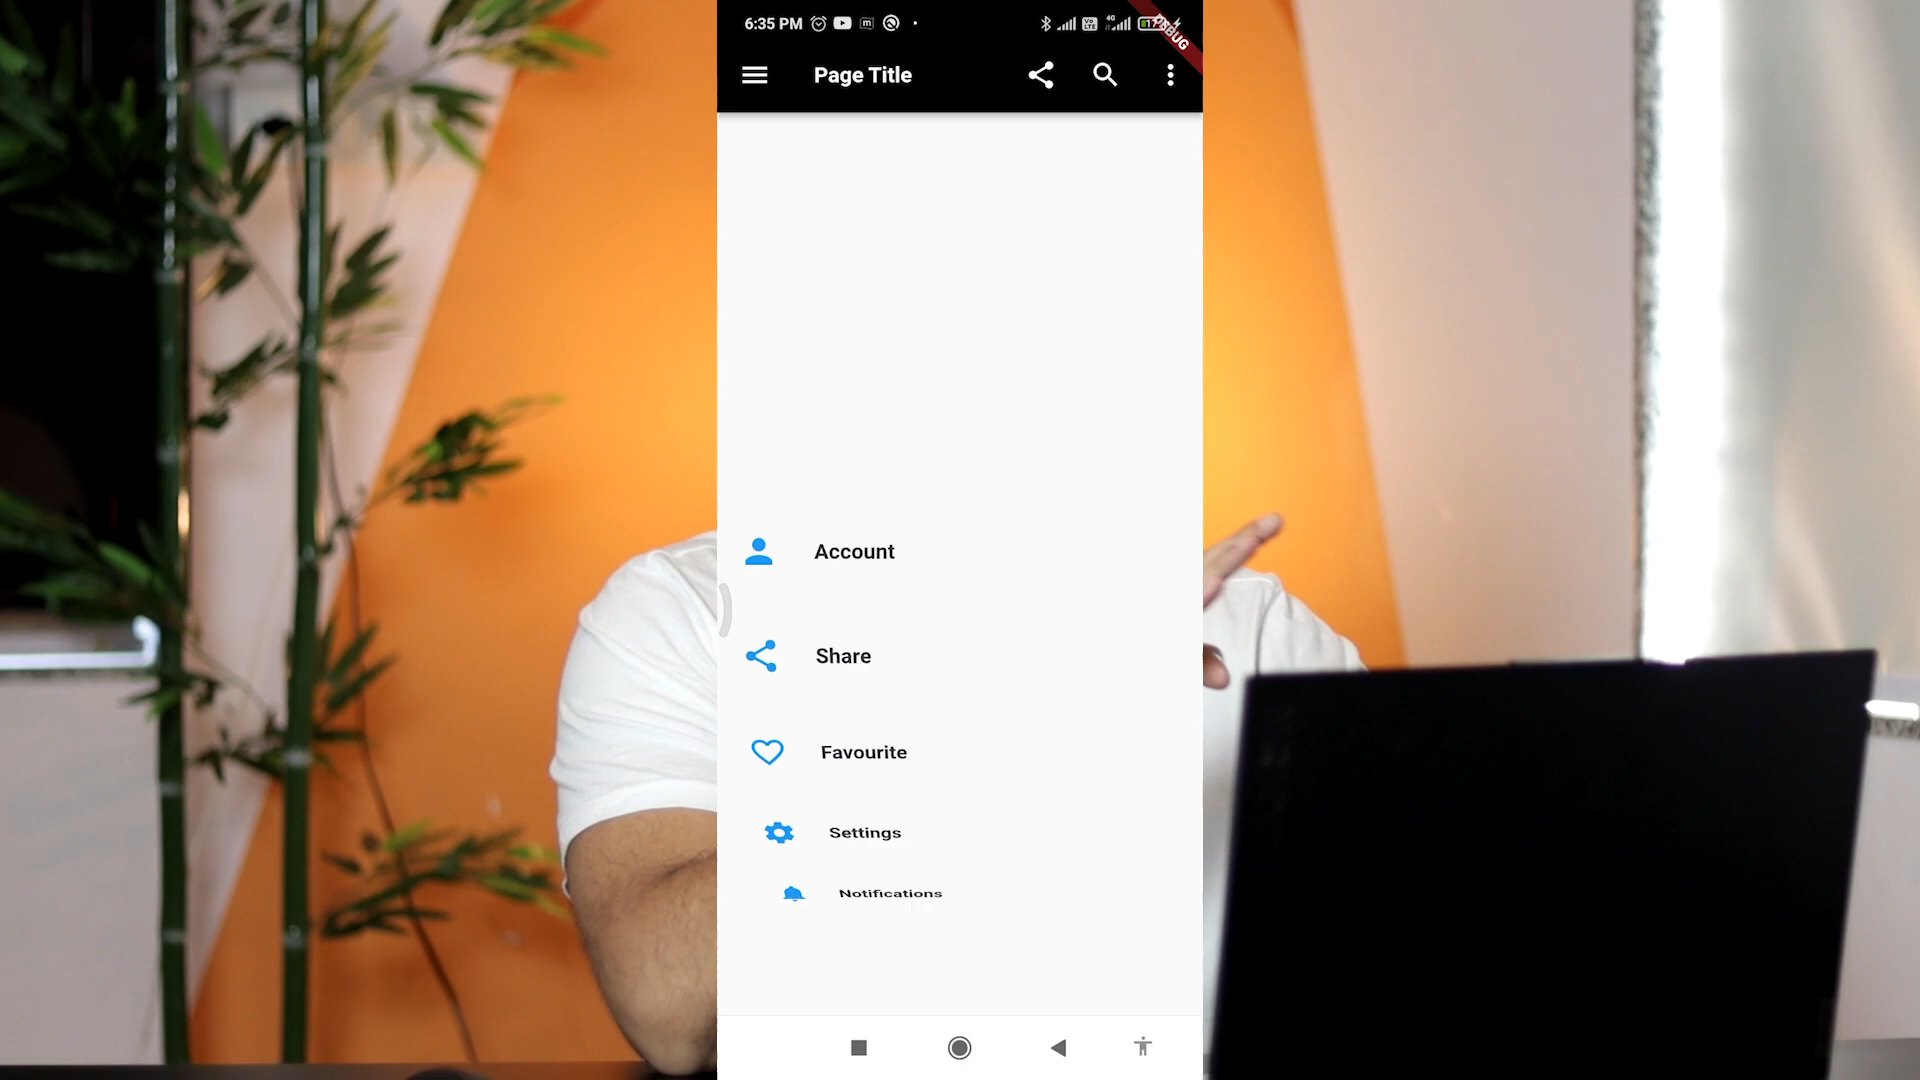 6:35 PM
DEBUG
Page Title
Account
Share
Favourite
Settings
Notifications